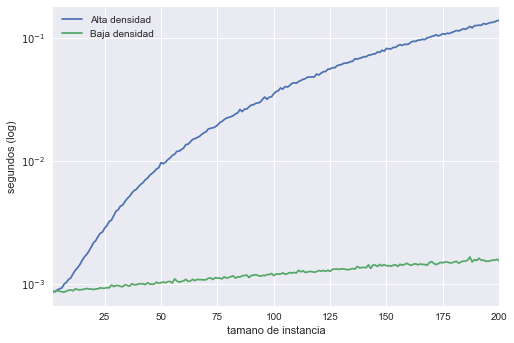 Alta densidad
Baja densidad
segundos (log)
10⁻¹
10⁻²
10⁻³
25 50 75 100 125 150 175 200
tamano de instancia